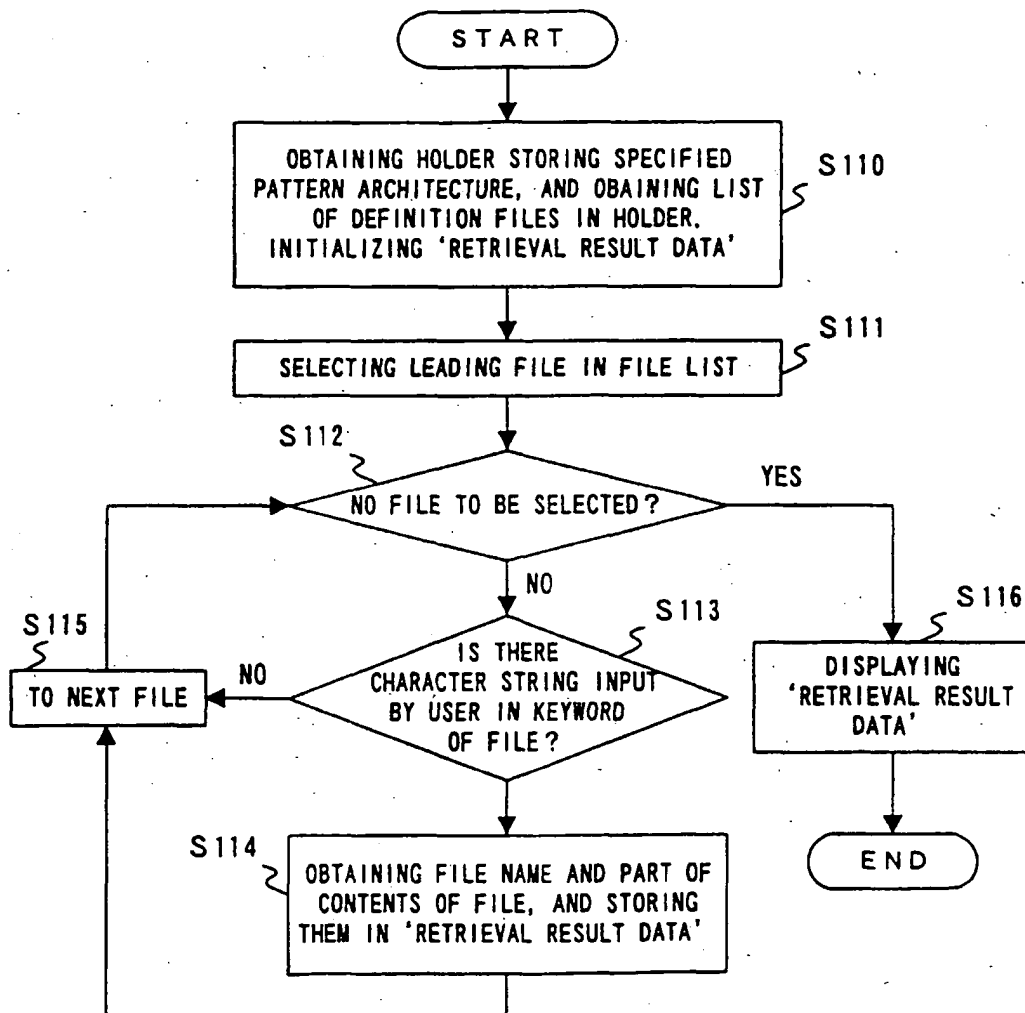 START
OBTAINING HOLDER STORING SPECIFIED
PATTERN ARCHITECTURE, AND OBAINING LIST
OF DEFINITION FILES IN HOLDER.
INITIALIZING ‘RETRIEVAL RESULT DATA’
S110
S111
SELECTING LEADING FILE IN FILE LIST
S112
NO FILE TO BE SELECTED?
YES
NO
S113
S116
S115
IS THERE
CHARACTER STRING INPUT
BY USER IN KEYWORD
OF FILE?
NO
TO NEXT FILE
DISPLAYING
‘RETRIEVAL RESULT
DATA’
S114
OBTAINING FILE NAME AND PART OF
CONTENTS OF FILE, AND STORING
THEM IN ‘RETRIEVAL RESULT DATA’
END